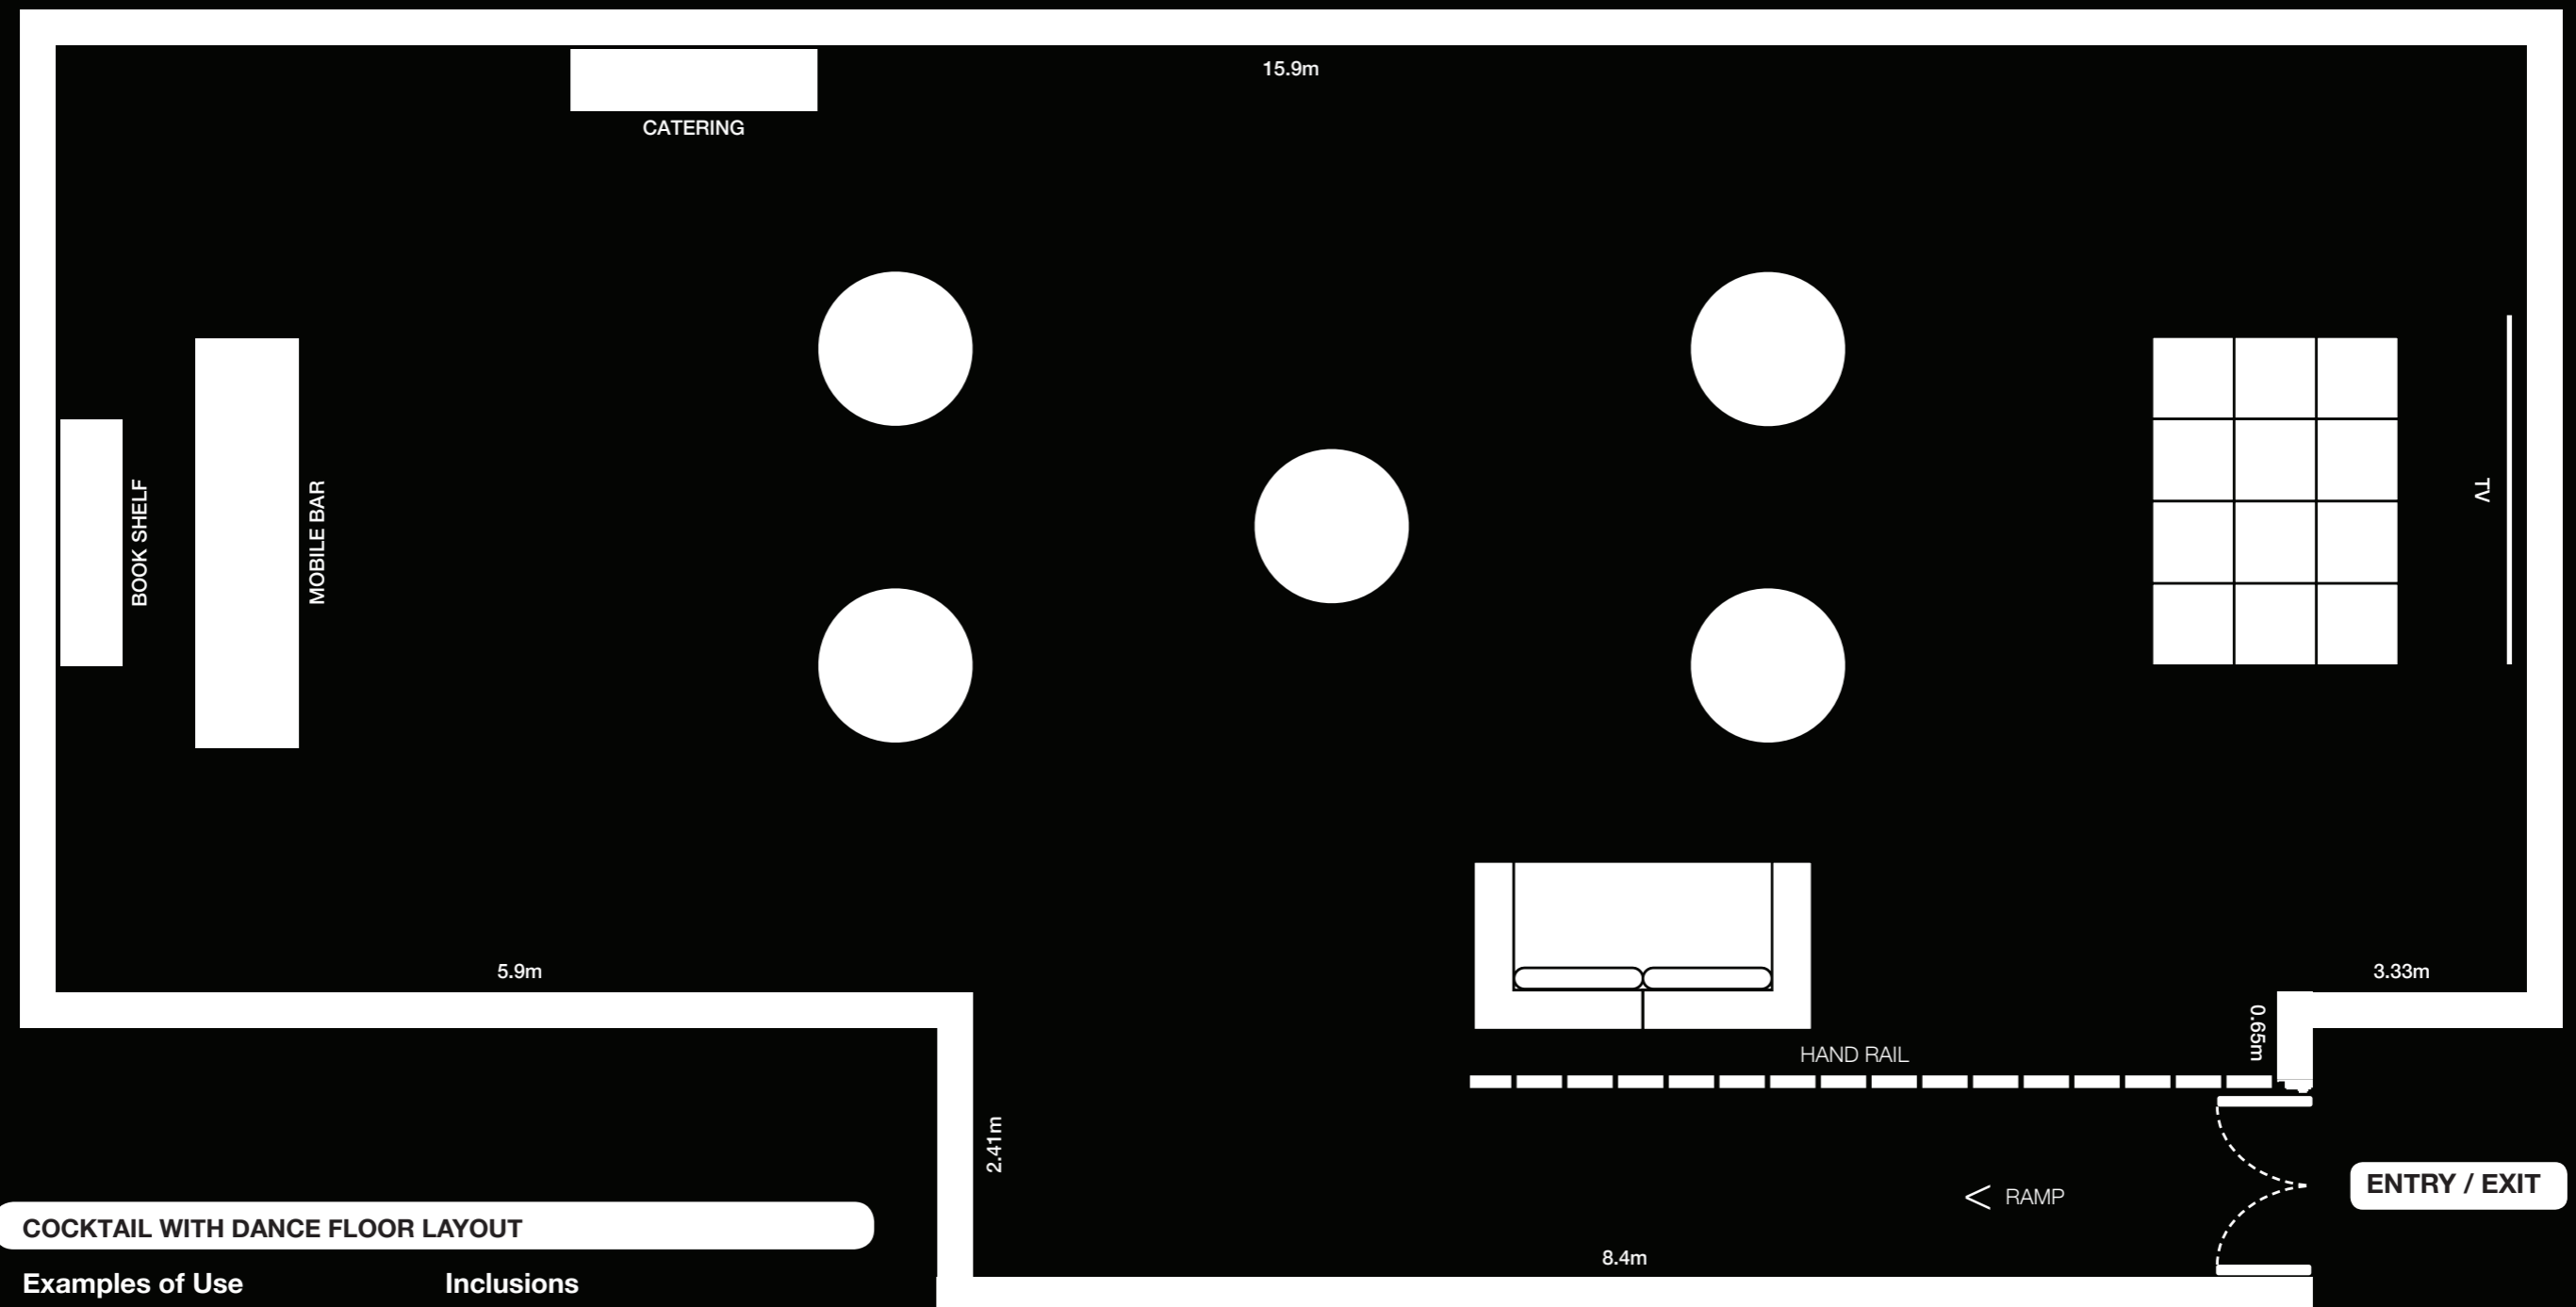 15.9m
CATERING
BOOK SHELF
MOBILE BAR
TV
5.9m
3.33m
0.65m
HAND RAIL
2.41m
< RAMP
ENTRY / EXIT
8.4m
COCKTAIL WITH DANCE FLOOR LAYOUT
Examples of Use
Inclusions